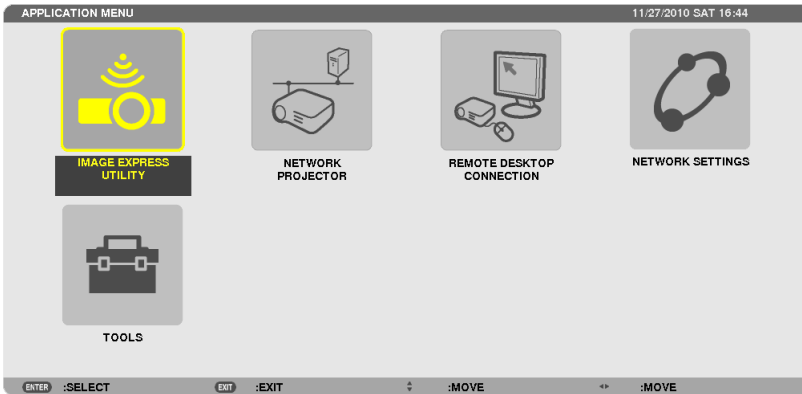 APPLICATION MENU 11/27/2010 SAT 16:44
IMAGE EXPRESS
UTILITY
NETWORK
PROJECTOR
REMOTE DESKTOP
CONNECTION
NETWORK SETTINGS
TOOLS
ENTER :SELECT EXIT :EXIT :MOVE :MOVE